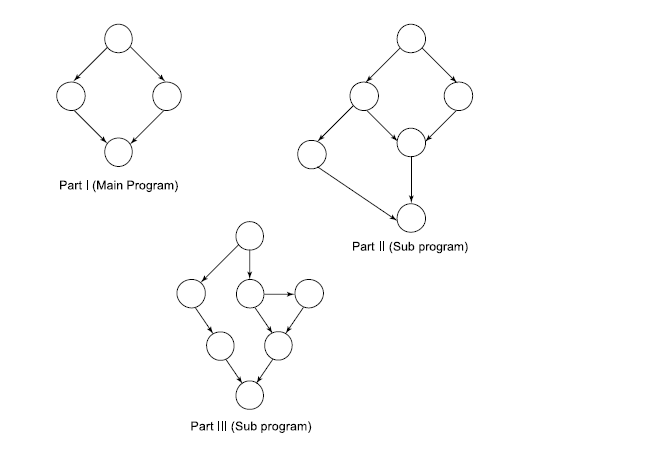 Part I (Main Program)
Part II (Sub program)
Part III (Sub program)